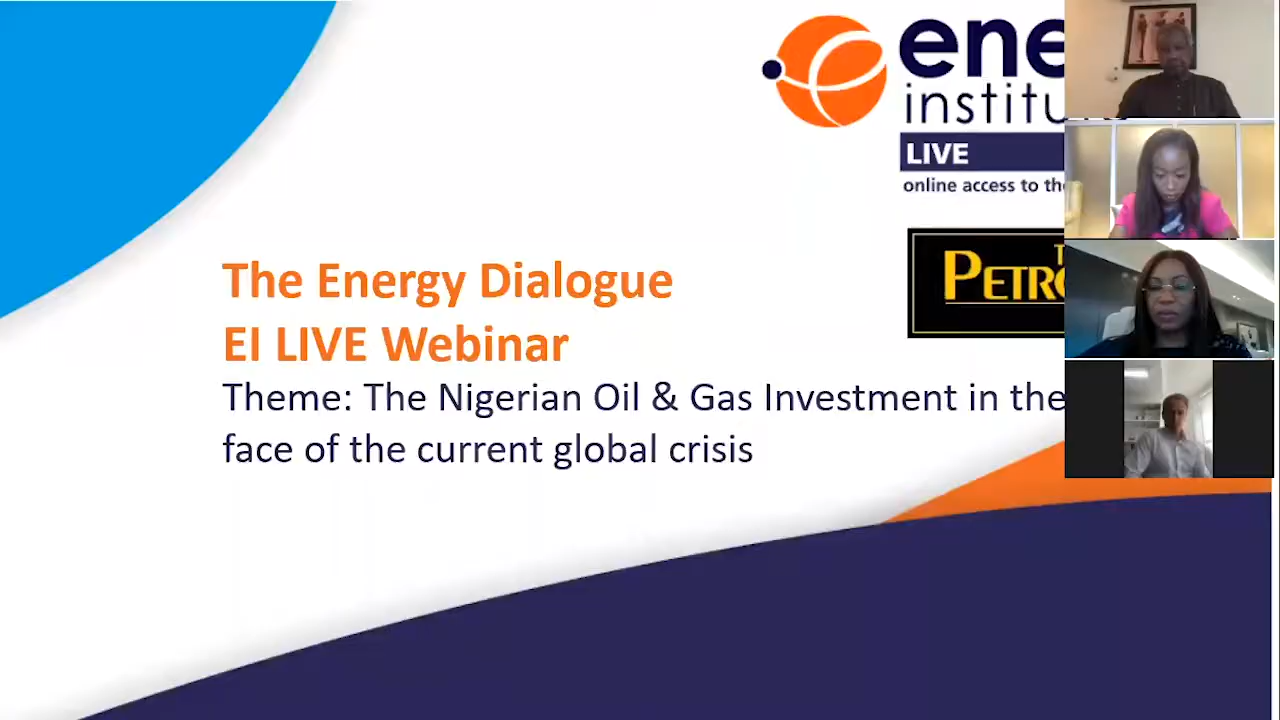 ene
institu
LIVE
online access to the
PETRO
The Energy Dialogue
EI LIVE Webinar
Theme: The Nigerian Oil & Gas Investment in the
face of the current global crisis